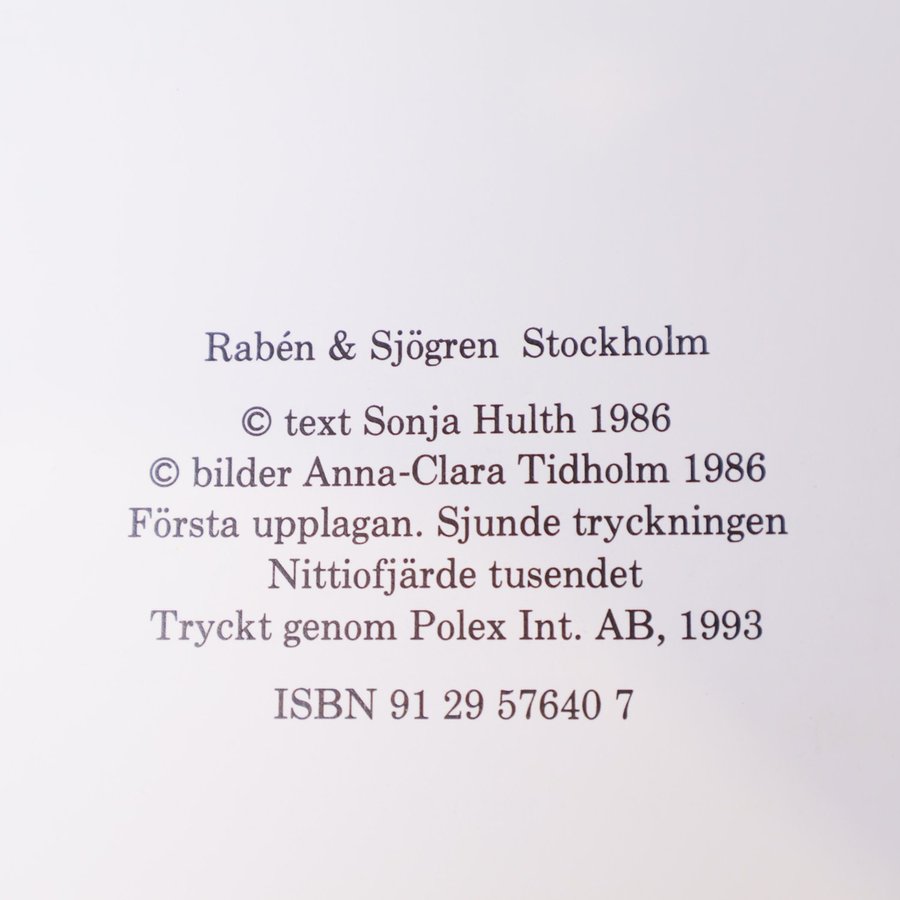 Rabén & Sjögren Stockholm
© text Sonja Hulth 1986
© bilder Anna-Clara Tidholm 1986
Första upplagan. Sjunde tryckningen
Nittiofjärde tusendet
Tryckt genom Polex Int. AB, 1993
ISBN 91 29 57640 7